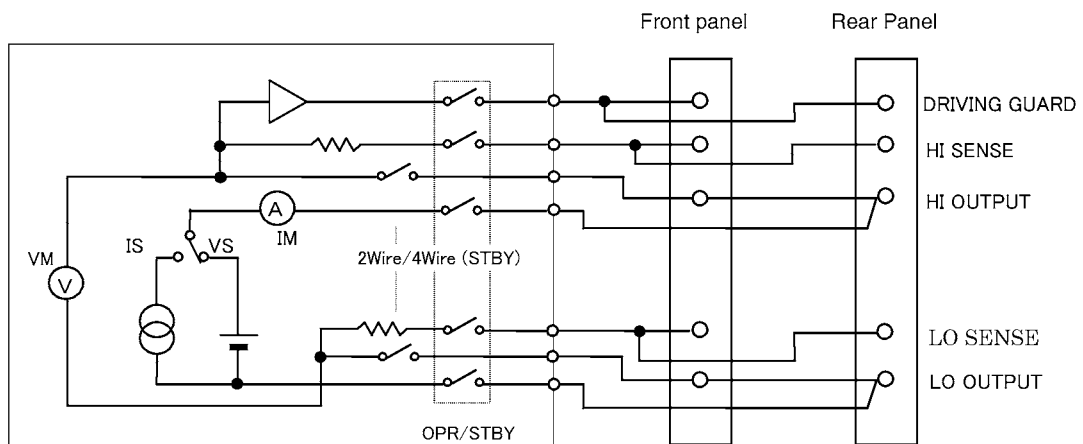 Front panel
Rear Panel
DRIVING GUARD
HI SENSE
HI OUTPUT
A
IM
IS
VS
VM
V
2Wire/4Wire (STBY)
LO SENSE
LO OUTPUT
OPR/STBY